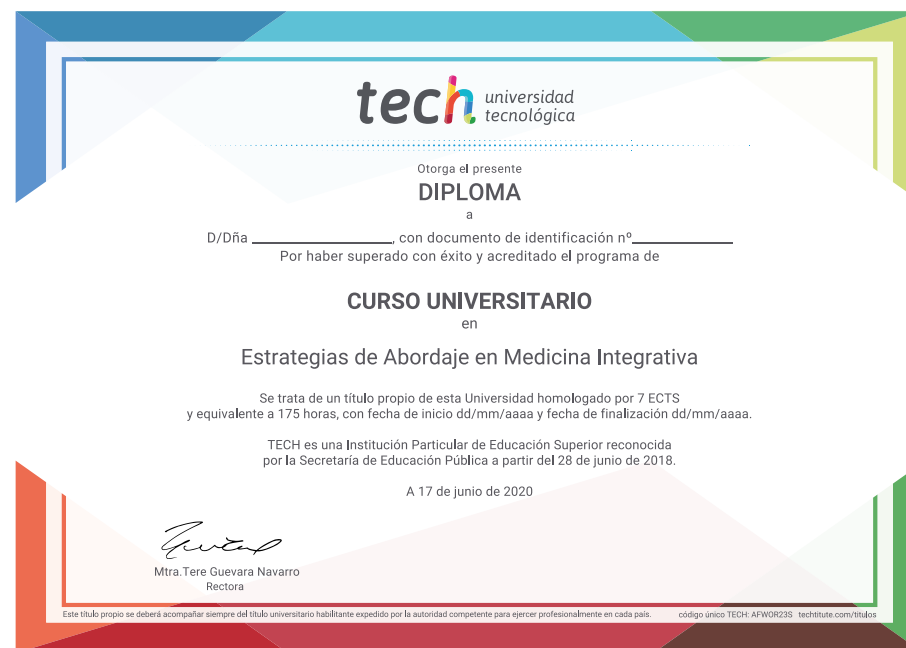 tech universidad
tecnológica
Otorga el presente
DIPLOMA
a
D/Dña ____________________, con documento de identificación nº______________
Por haber superado con éxito y acreditado el programa de
CURSO UNIVERSITARIO
en
Estrategias de Abordaje en Medicina Integrativa
Se trata de un título propio de esta Universidad homologado por 7 ECTS
y equivalente a 175 horas, con fecha de inicio dd/mm/aaaa y fecha de finalización dd/mm/aaaa.
TECH es una Institución Particular de Educación Superior reconocida
por la Secretaría de Educación Pública a partir del 28 de junio de 2018.
A 17 de junio de 2020
Mtra.Tere Guevara Navarro
Rectora
Este título propio se deberá acompañar siempre del título universitario habilitante expedido por la autoridad competente para ejercer profesionalmente en cada país. código único TECH: AFWOR23S techtitute.com/titulos